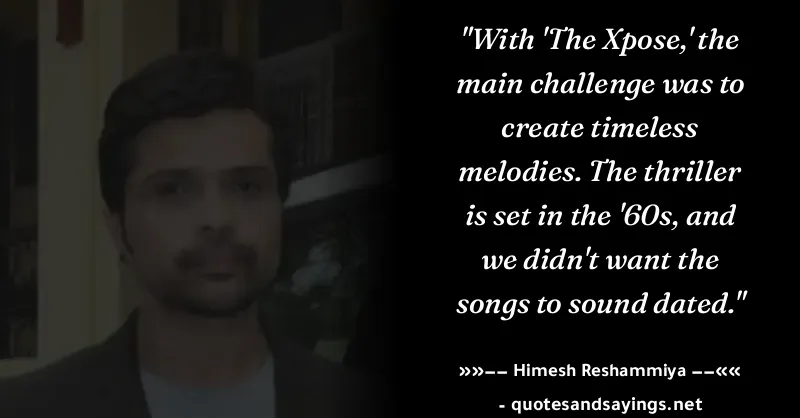 "With 'The Xpose,' the
main challenge was to
create timeless
melodies. The thriller
is set in the '60s, and
we didn't want the
songs to sound dated."
»»−− Himesh Reshammiya −−««
- quotesandsayings.net